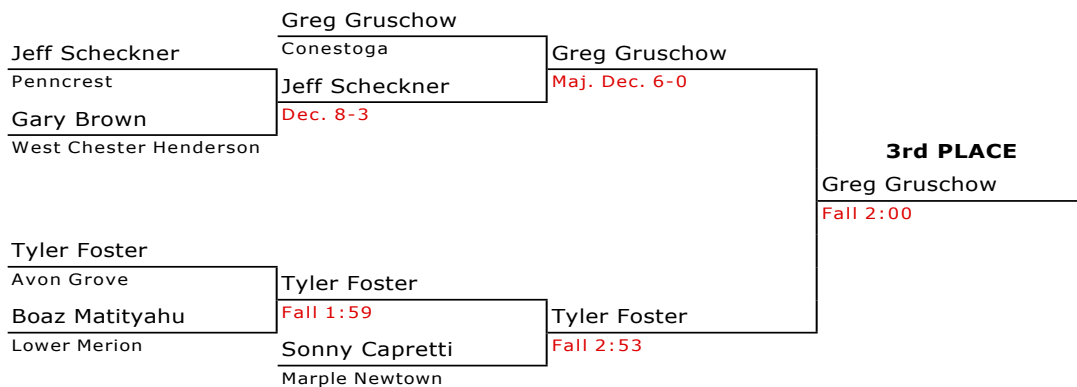 Greg Gruschow
Jeff Scheckner
Conestoga
Greg Gruschow
Penncrest
Jeff Scheckner
Maj. Dec. 6-0
Gary Brown
Dec. 8-3
West Chester Henderson
3rd PLACE
Greg Gruschow
Fall 2:00
Tyler Foster
Avon Grove
Tyler Foster
Boaz Matityahu
Fall 1:59
Tyler Foster
Lower Merion
Sonny Capretti
Fall 2:53
Marple Newtown